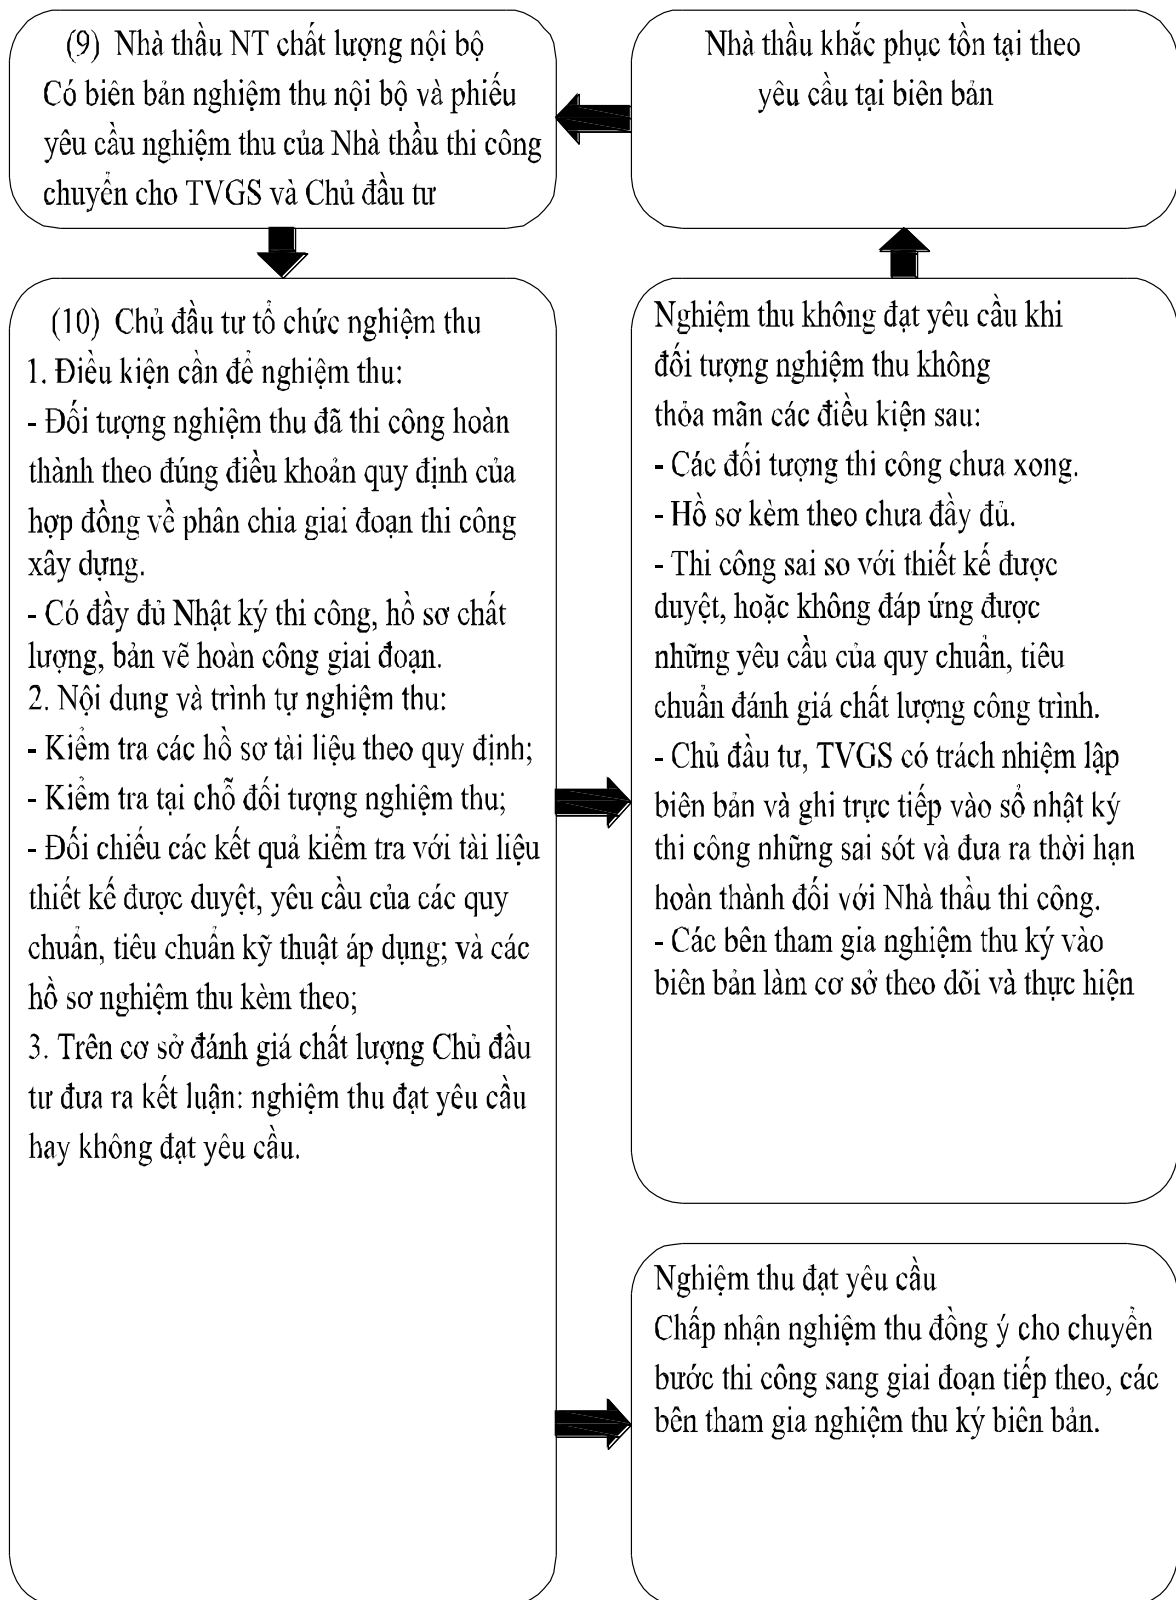 (9) Nhà thầu NT chất lượng nội bộ
Có biên bản nghiệm thu nội bộ và phiếu
yêu cầu nghiệm thu của Nhà thầu thi công
chuyển cho TVGS và Chủ đầu tư
Nhà thầu khắc phục tồn tại theo
yêu cầu tại biên bản
(10) Chủ đầu tư tổ chức nghiệm thu
1. Điều kiện cần để nghiệm thu:
- Đối tượng nghiệm thu đã thi công hoàn
thành theo đúng điều khoản quy định của
hợp đồng về phân chia giai đoạn thi công
xây dựng.
- Có đầy đủ Nhật ký thi công, hồ sơ chất
lượng, bản vẽ hoàn công giai đoạn.
2. Nội dung và trình tự nghiệm thu:
- Kiểm tra các hồ sơ tài liệu theo quy định;
- Kiểm tra tại chỗ đối tượng nghiệm thu;
- Đối chiếu các kết quả kiểm tra với tài liệu
thiết kế được duyệt, yêu cầu của các quy
chuẩn, tiêu chuẩn kỹ thuật áp dụng; và các
hồ sơ nghiệm thu kèm theo;
3. Trên cơ sở đánh giá chất lượng Chủ đầu
tư đưa ra kết luận: nghiệm thu đạt yêu cầu
hay không đạt yêu cầu.
Nghiệm thu không đạt yêu cầu khi
đối tượng nghiệm thu không
thỏa mãn các điều kiện sau:
- Các đối tượng thi công chưa xong.
- Hồ sơ kèm theo chưa đầy đủ.
- Thi công sai so với thiết kế được
duyệt, hoặc không đáp ứng được
những yêu cầu của quy chuẩn, tiêu
chuẩn đánh giá chất lượng công trình.
- Chủ đầu tư, TVGS có trách nhiệm lập
biên bản và ghi trực tiếp vào sổ nhật ký
thi công những sai sót và đưa ra thời hạn
hoàn thành đối với Nhà thầu thi công.
- Các bên tham gia nghiệm thu ký vào
biên bản làm cơ sở theo dõi và thực hiện
Nghiệm thu đạt yêu cầu
Chấp nhận nghiệm thu đồng ý cho chuyển
bước thi công sang giai đoạn tiếp theo, các
bên tham gia nghiệm thu ký biên bản.